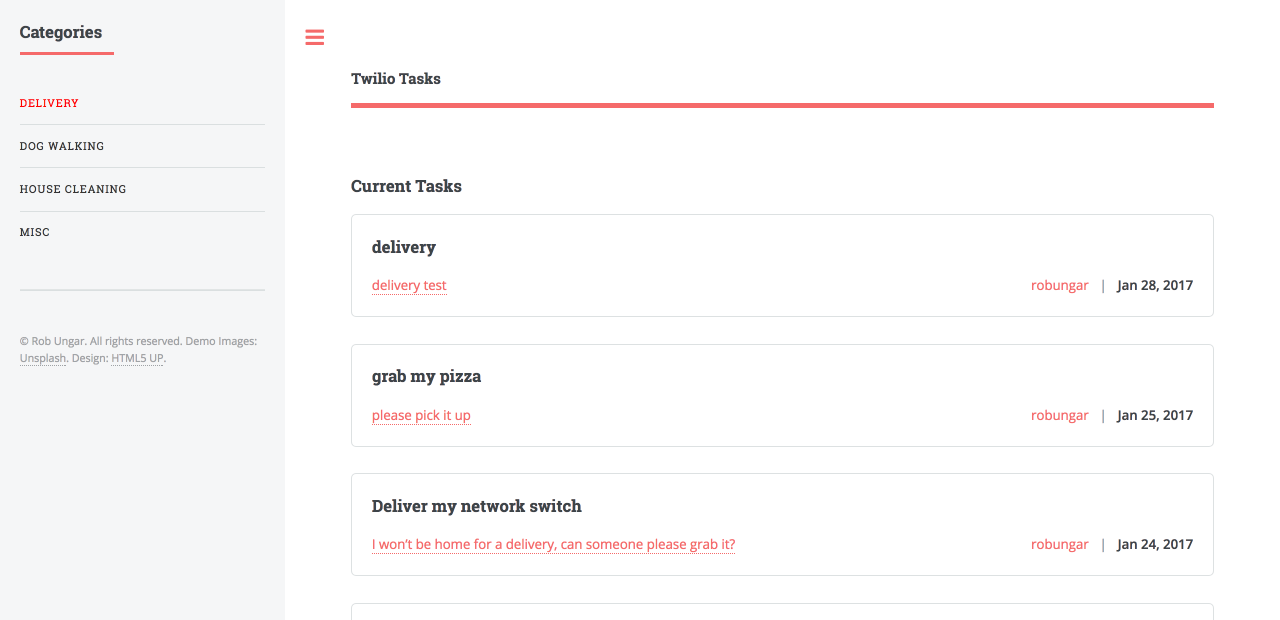 Categories
DELIVERY
DOG WALKING
HOUSE CLEANING
MISC
© Rob Ungar. All rights reserved. Demo Images:
Unsplash. Design: HTML5 UP.
Twilio Tasks
Current Tasks
delivery
delivery test robungar | Jan 28, 2017
grab my pizza
please pick it up robungar | Jan 25, 2017
Deliver my network switch
I won't be home for a delivery, can someone please grab it? robungar | Jan 24, 2017